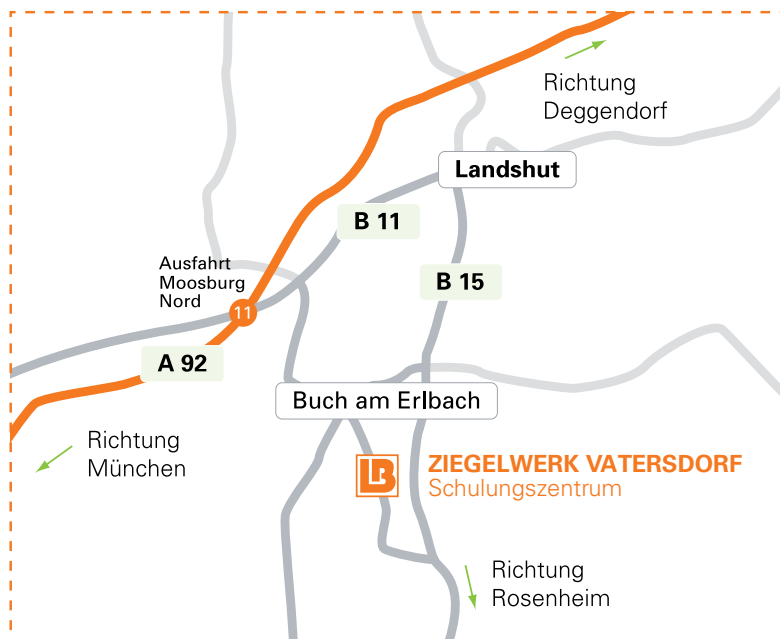 Richtung
Deggendorf
Landshut
B 11
Ausfahrt
Moosburg
Nord
B 15
11
A 92
Buch am Erlbach
Richtung
München
LB
ZIEGELWERK VATERSDORF
Schulungszentrum
Richtung
Rosenheim